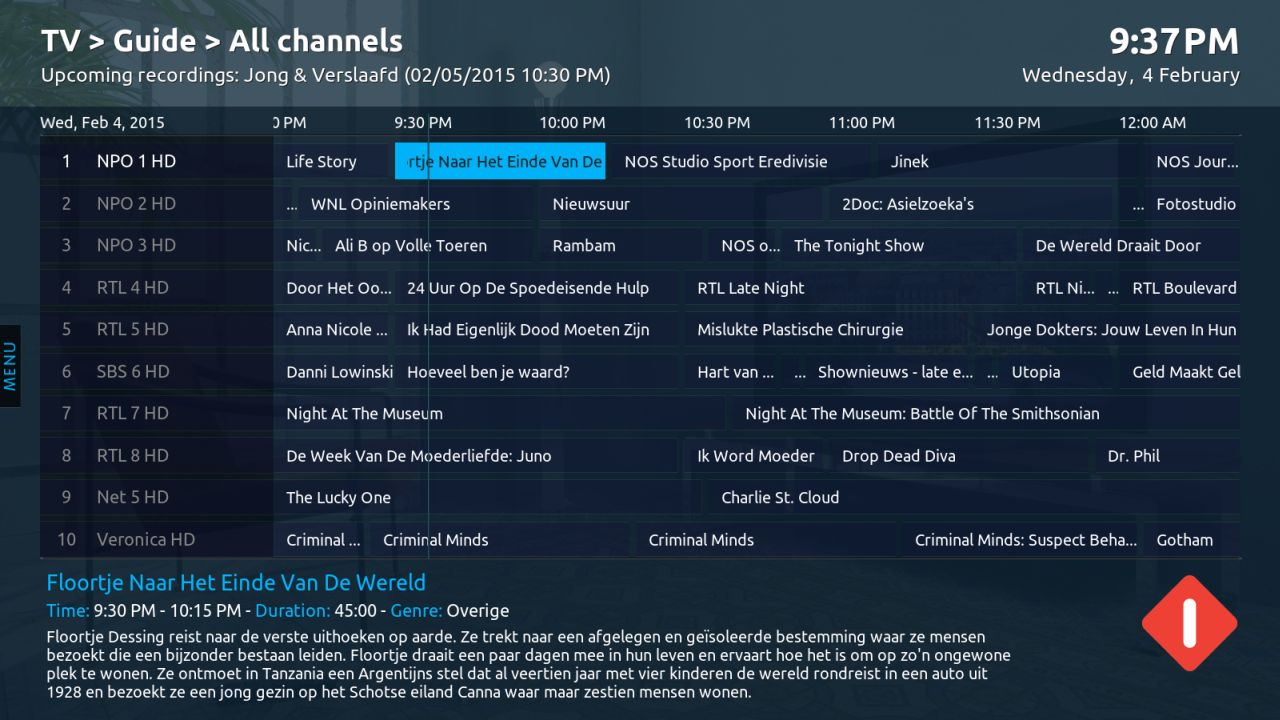 TV > Guide > All channels
9:37 PM
Upcoming recordings: Jong & Verslaafd (02/05/2015 10:30 PM)
Wednesday, 4 February
Wed, Feb 4, 2015 0 PM 9:30 PM 10:00 PM 10:30 PM 11:00 PM 11:30 PM 12:00 AM
1 NPO 1 HD Life Story rtje Naar Het Einde Van De NOS Studio Sport Eredivisie Jinek NOS Jour...
2 NPO 2 HD ... WNL Opiniemakers Nieuwsuur 2Doc: Asielzoeka's ... Fotostudio
3 NPO 3 HD Nic... Ali B op Volle Toeren Rambam NOS o... The Tonight Show De Wereld Draait Door
4 RTL 4 HD Door Het Oo... 24 Uur Op De Spoedeisende Hulp RTL Late Night RTL Ni... ... RTL Boulevard
5 RTL 5 HD Anna Nicole ... Ik Had Eigenlijk Dood Moeten Zijn Mislukte Plastische Chirurgie Jonge Dokters: Jouw Leven In Hun
6 SBS 6 HD Danni Lowinski Hoeveel ben je waard? Hart van ... ... Shownieuws - late e... ... Utopia Geld Maakt Gel
7 RTL 7 HD Night At The Museum Night At The Museum: Battle Of The Smithsonian
8 RTL 8 HD De Week Van De Moederliefde: Juno Ik Word Moeder Drop Dead Diva Dr. Phil
9 Net 5 HD The Lucky One Charlie St. Cloud
10 Veronica HD Criminal ... Criminal Minds Criminal Minds Criminal Minds: Suspect Beha... Gotham
MENU
Floortje Naar Het Einde Van De Wereld
Time: 9:30 PM - 10:15 PM - Duration: 45:00 - Genre: Overige
Floortje Dessing reist naar de verste uithoeken op aarde. Ze trekt naar een afgelegen en geïsoleerde bestemming waar ze mensen
bezoekt die een bijzonder bestaan leiden. Floortje draait een paar dagen mee in hun leven en ervaart hoe het is om op zo'n ongewone
plek te wonen. Ze ontmoet in Tanzania een Argentijns stel dat al veertien jaar met vier kinderen de wereld rondreist in een auto uit
1928 en bezoekt ze een jong gezin op het Schotse eiland Canna waar maar zestien mensen wonen.